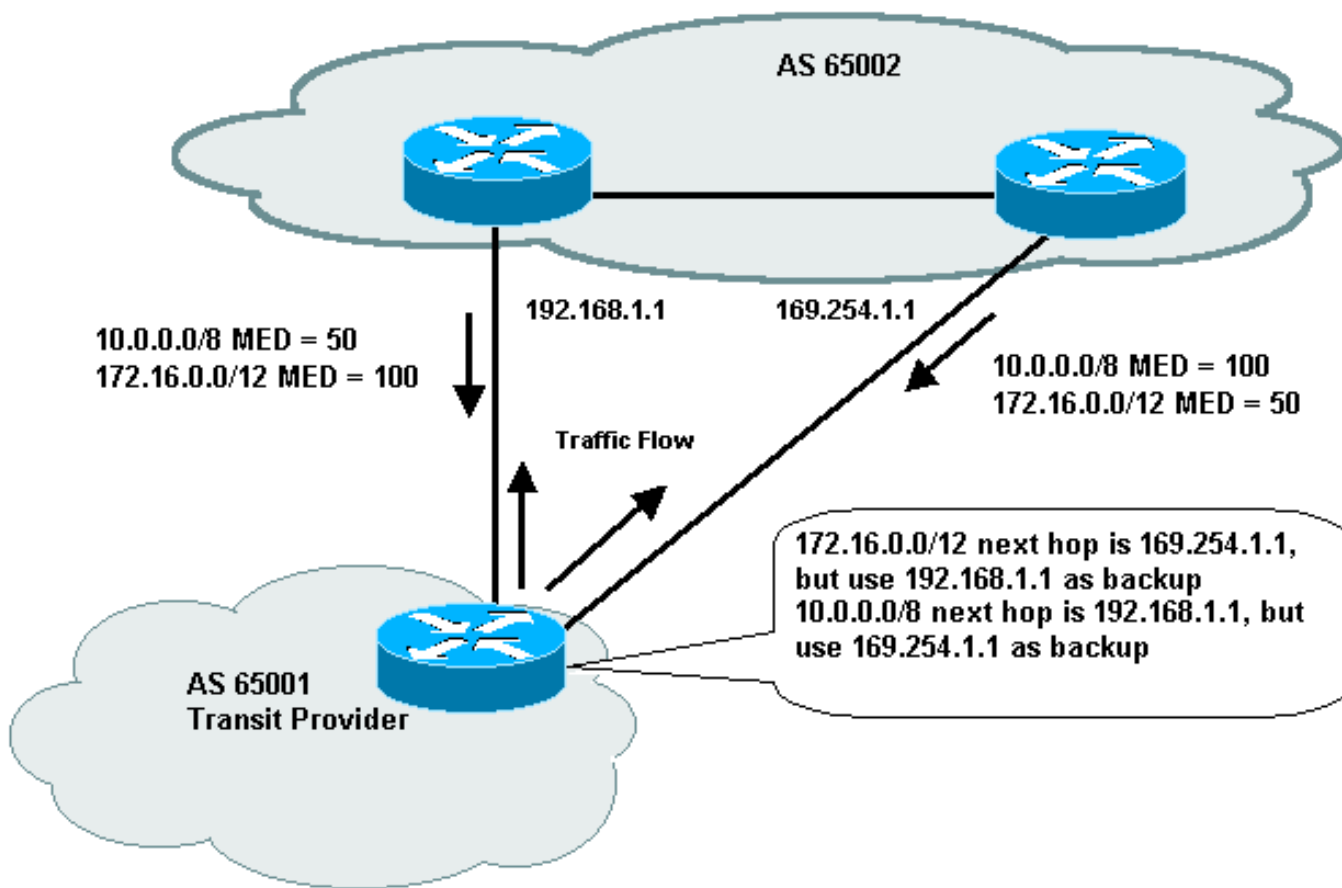 AS 65002
192.168.1.1
169.254.1.1
10.0.0.0/8 MED = 50
172.16.0.0/12 MED = 100
10.0.0.0/8 MED = 100
172.16.0.0/12 MED = 50
Traffic Flow
172.16.0.0/12 next hop is 169.254.1.1,
but use 192.168.1.1 as backup
10.0.0.0/8 next hop is 192.168.1.1, but
use 169.254.1.1 as backup
AS 65001
Transit Provider